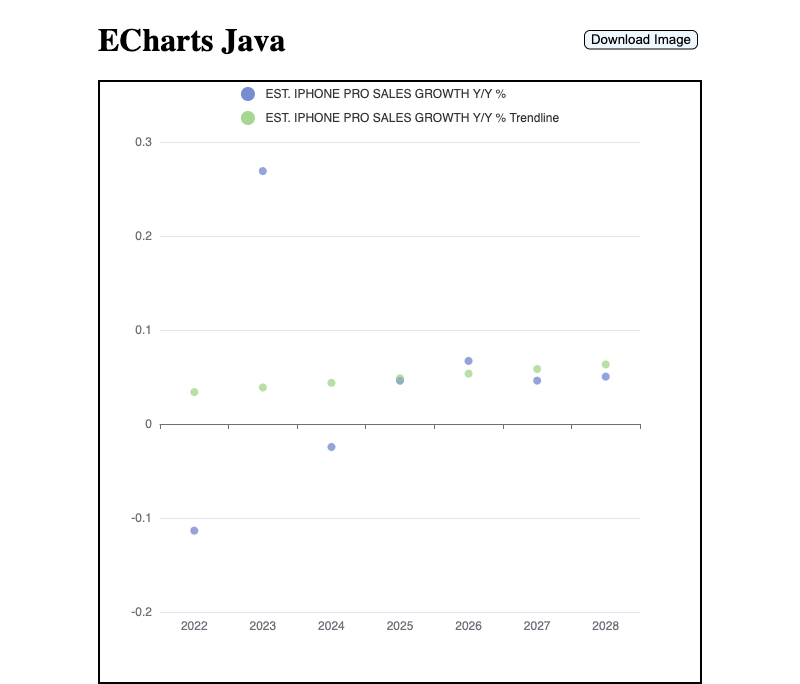 ECharts Java
Download Image
EST. IPHONE PRO SALES GROWTH Y/Y %
EST. IPHONE PRO SALES GROWTH Y/Y % Trendline
0.3
0.2
0.1
0
-0.1
-0.2
2022 2023 2024 2025 2026 2027 2028